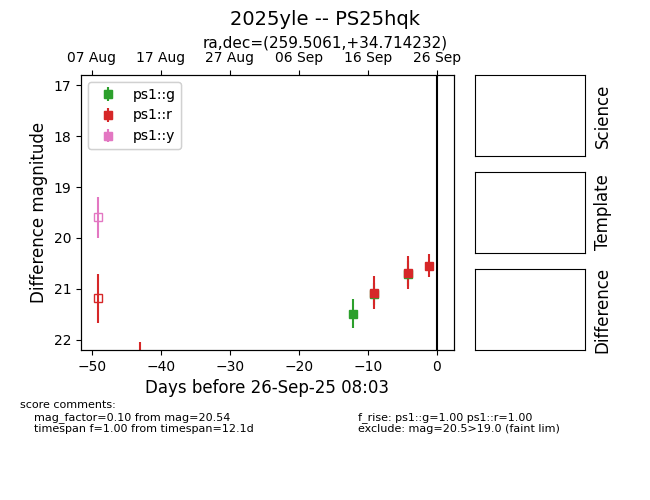 2025yle -- PS25hqk
ra,dec=(259.5061,+34.714232)
07 Aug 17 Aug 27 Aug 06 Sep 16 Sep 26 Sep
17
18
19
20
21
22
Difference magnitude
ps1::g
ps1::r
ps1::y
−50 −40 −30 −20 −10 0
Days before 26-Sep-25 08:03
Science
Template
Difference
score comments:
mag_factor=0.10 from mag=20.54
timespan f=1.00 from timespan=12.1d
f_rise: ps1::g=1.00 ps1::r=1.00
exclude: mag=20.5>19.0 (faint lim)